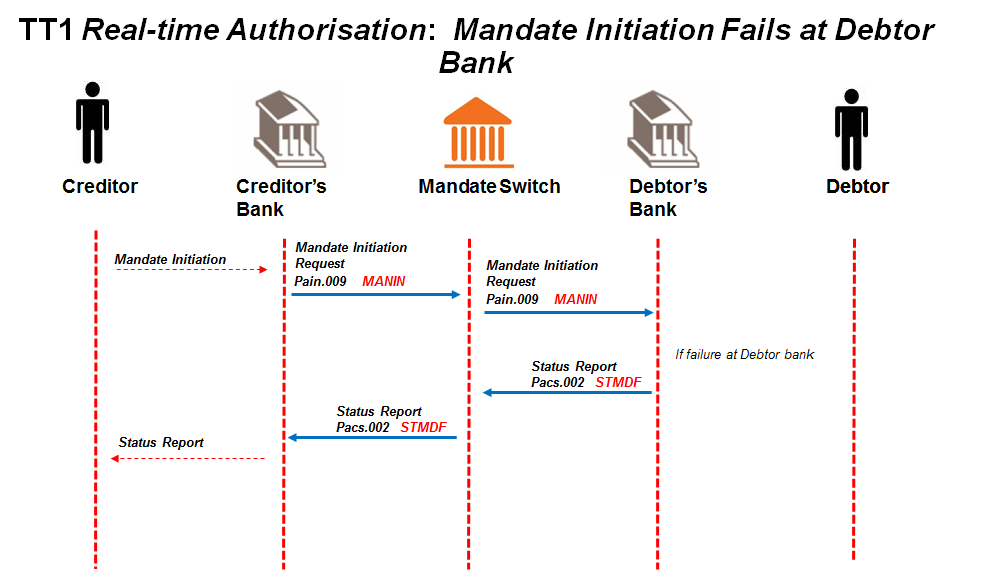 TT1 Real-time Authorisation: Mandate Initiation Fails at Debtor
Bank
Creditor
Creditor's
Bank
Mandate Switch
Debtor's
Bank
Debtor
Mandate Initiation
Mandate Initiation
Request
Pain.009 MANIN
Mandate Initiation
Request
Pain.009 MANIN
If failure at Debtor bank
Status Report
Pacs.002 STMDF
Status Report
Pacs.002 STMDF
Status Report